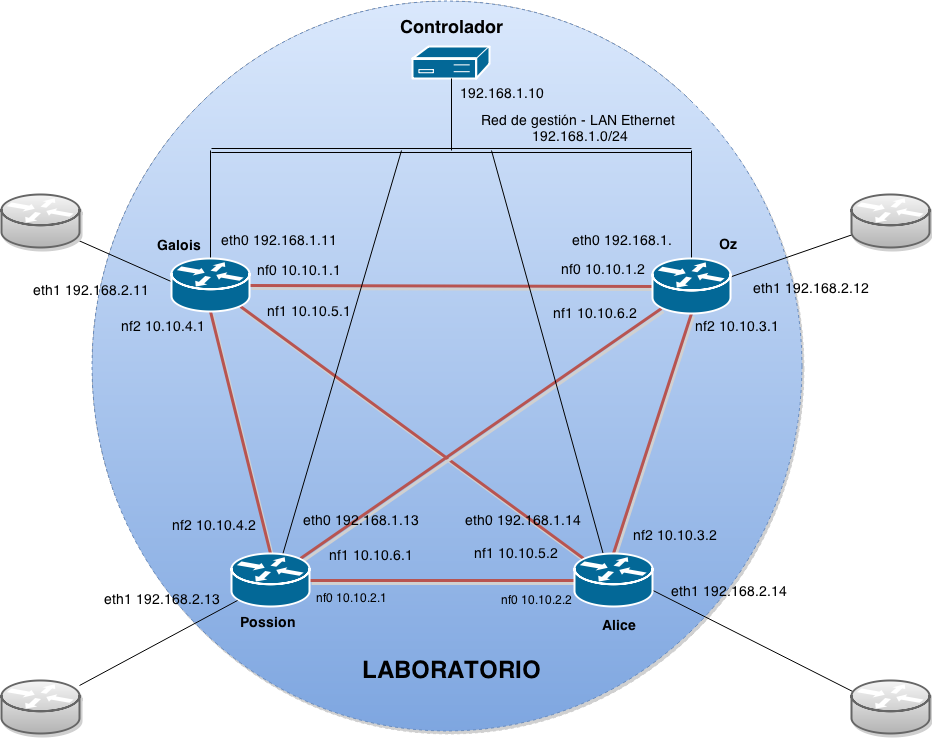 Controlador
192.168.1.10
Red de gestión - LAN Ethernet
192.168.1.0/24
Galois
eth0 192.168.1.11
eth0 192.168.1.
Oz
nf0 10.10.1.1
nf0 10.10.1.2
eth1 192.168.2.11
eth1 192.168.2.12
nf1 10.10.5.1
nf1 10.10.6.2
nf2 10.10.4.1
nf2 10.10.3.1
nf2 10.10.4.2
eth0 192.168.1.13
eth0 192.168.1.14
nf2 10.10.3.2
nf1 10.10.6.1
nf1 10.10.5.2
eth1 192.168.2.13
nf0 10.10.2.1
nf0 10.10.2.2
eth1 192.168.2.14
Possion
Alice
LABORATORIO